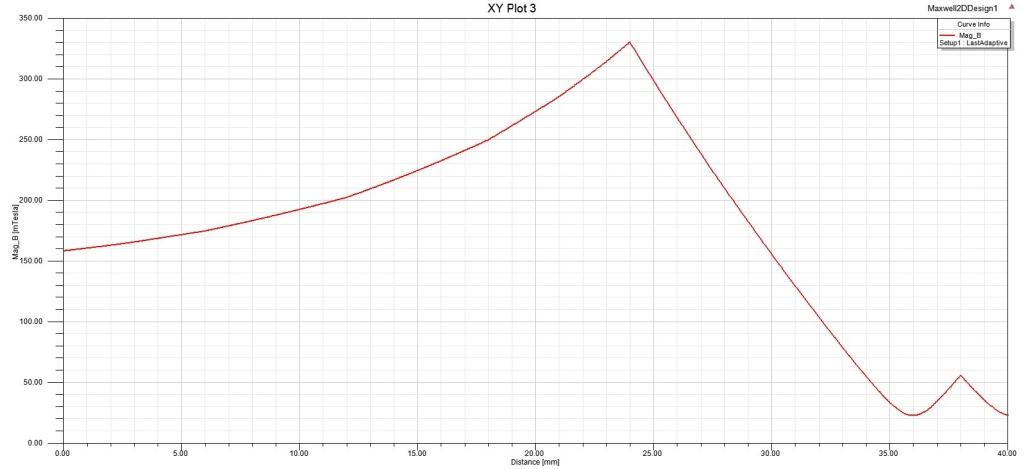 XY Plot 3
Maxwell2DDesign1
Curve Info
Mag_B
Setup1 : LastAdaptive
350.00
300.00
250.00
200.00
150.00
100.00
50.00
0.00
Mag_B [mTesla]
0.00 5.00 10.00 15.00 20.00 25.00 30.00 35.00 40.00
Distance [mm]